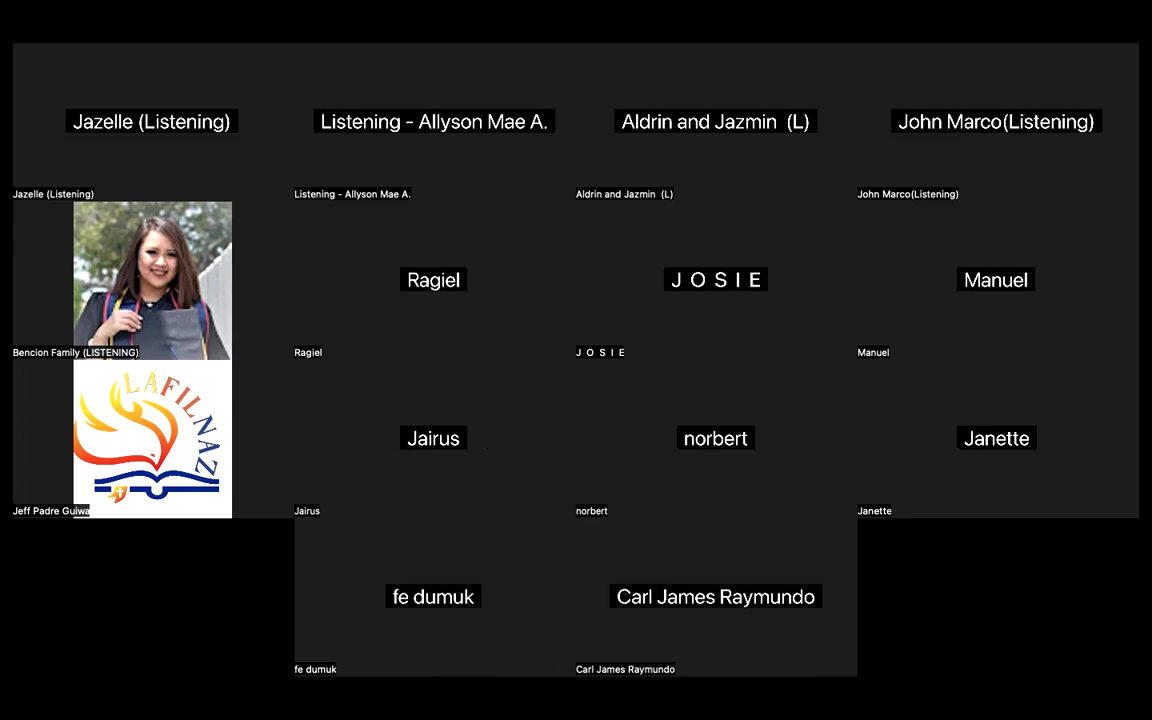 Jazelle (Listening)
Listening - Allyson Mae A.
Aldrin and Jazmin (L)
John Marco(Listening)
Jazelle (Listening)
Listening - Allyson Mae A.
Aldrin and Jazmin (L)
John Marco(Listening)
Ragiel
J O S I E
Manuel
Bencion Family (LISTENING)
Ragiel
J O S I E
Manuel
LAFILNAZ
Jairus
norbert
Janette
Jeff Padre Guiwa
Jairus
norbert
Janette
fe dumuk
Carl James Raymundo
fe dumuk
Carl James Raymundo